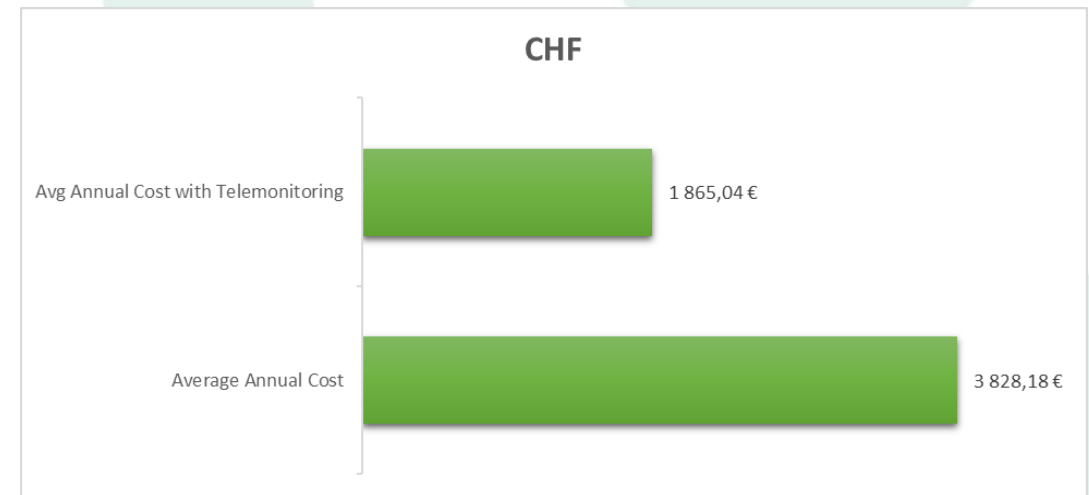 CHF
Avg Annual Cost with Telemonitoring
1 865,04 €
Average Annual Cost
3 828,18 €